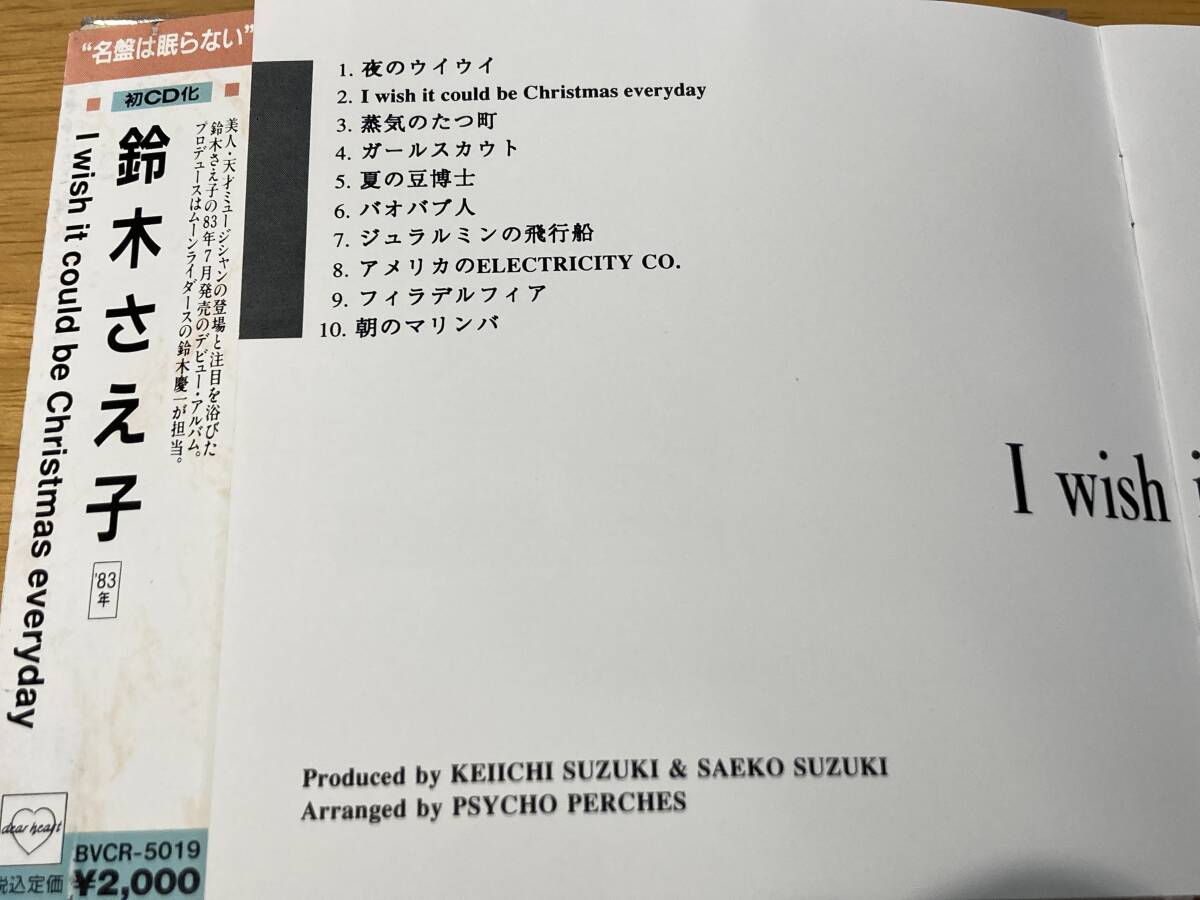 “名盤は眠らない”
初CD化
美人・天才ミュージシャンの登場と注目を浴びた
鈴木さえ子の83年7月発売のデビュー・アルバム。
プロデュースはムーンライダースの鈴木慶一が担当。
鈴木さえ子
'83年
I wish it could be Christmas everyday
dear heart
BVCR-5019
税込定価 ¥2,000
1. 夜のウイウイ
2. I wish it could be Christmas everyday
3. 蒸気のたつ町
4. ガールスカウト
5. 夏の豆博士
6. バオバブ人
7. ジュラルミンの飛行船
8. アメリカのELECTRICITY CO.
9. フィラデルフィア
10. 朝のマリンバ
I wish i
Produced by KEIICHI SUZUKI & SAEKO SUZUKI
Arranged by PSYCHO PERCHES